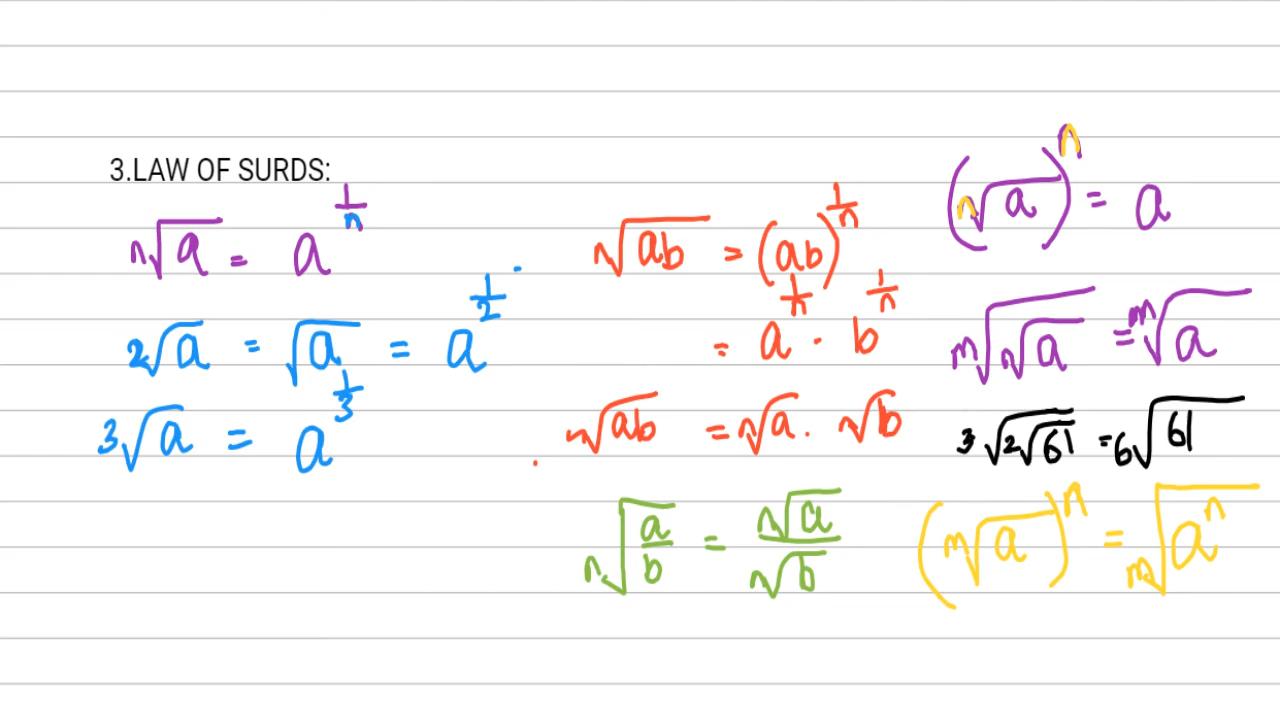 3.LAW OF SURDS:
ⁿ√a = a^(1/n)
²√a = √a = a^(1/2)
³√a = a^(1/3)
ⁿ√ab = (ab)^(1/n)
= a^(1/n) · b^(1/n)
ⁿ√ab = ⁿ√a . ⁿ√b
ⁿ√(a/b) = ⁿ√a / ⁿ√b
(ⁿ√a)ⁿ = a
ᵐ√ⁿ√a = ᵐ√a
³√²√61 = ⁶√61
(ᵐ√a)ⁿ = ᵐ√aⁿ